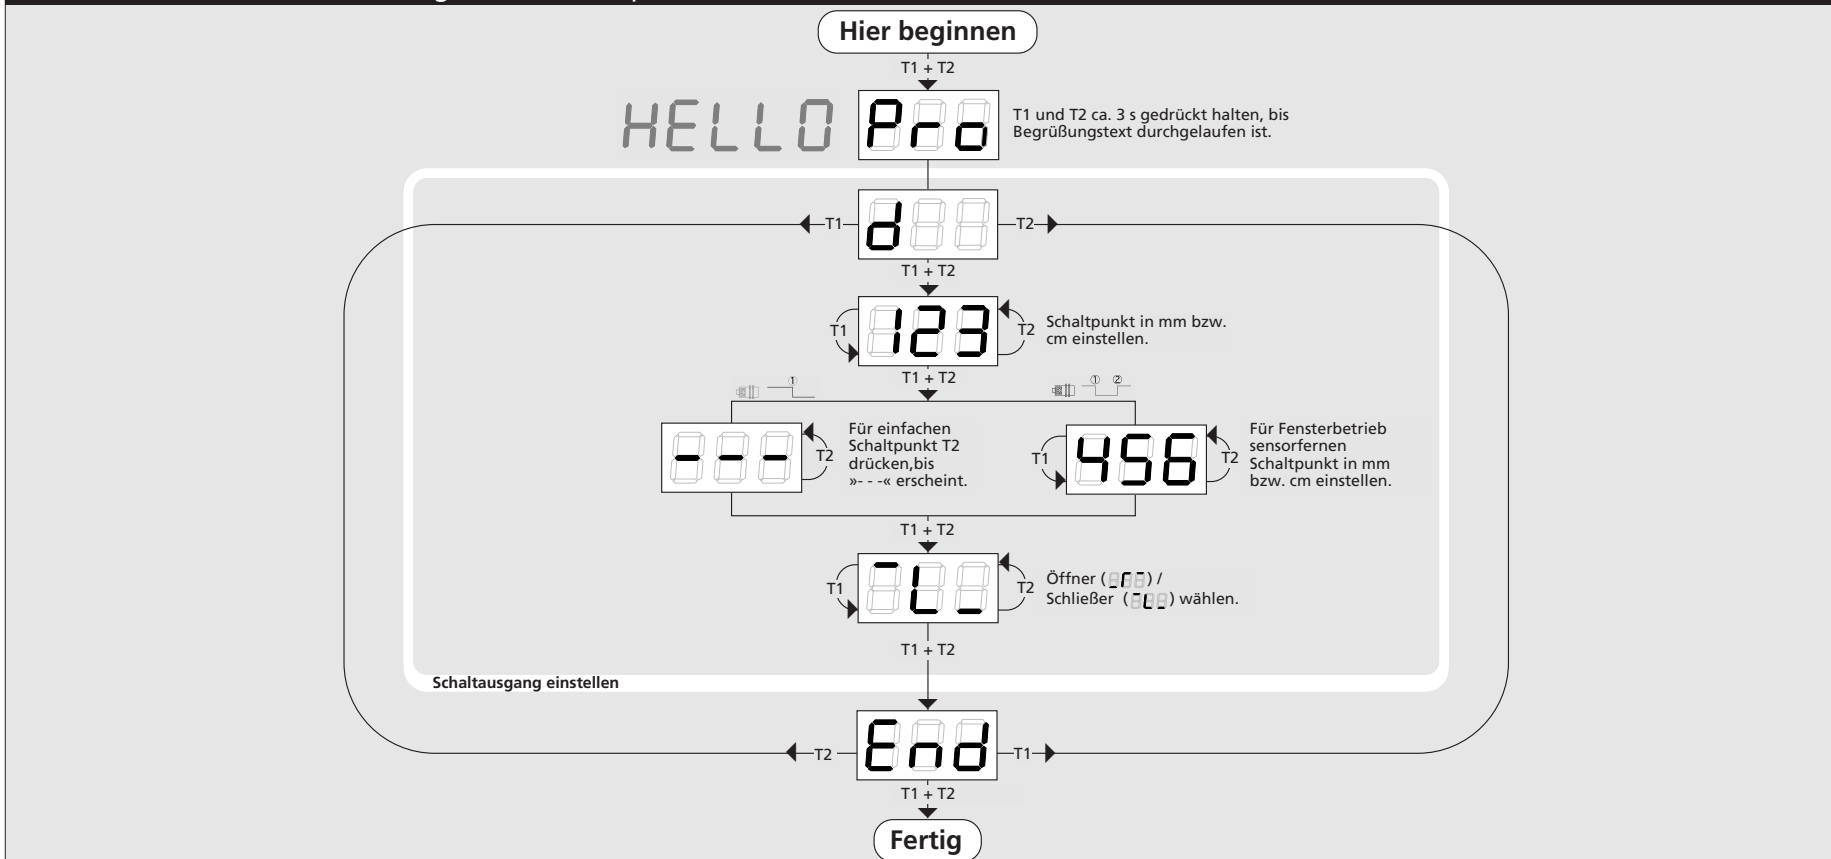 Hier beginnen
T1 + T2
HELLO
Pro
T1 und T2 ca. 3 s gedrückt halten, bis
Begrüßungstext durchgelaufen ist.
T1
d
T2
T1 + T2
T1
123
T2
Schaltpunkt in mm bzw.
cm einstellen.
T1 + T2
①
① ②
- - -
T2
Für einfachen
Schaltpunkt T2
drücken,bis
»- - -« erscheint.
T1
456
T2
Für Fensterbetrieb
sensorfernen
Schaltpunkt in mm
bzw. cm einstellen.
T1 + T2
T1
T2
Öffner ( ) /
Schließer ( ) wählen.
T1 + T2
Schaltausgang einstellen
T2
End
T1
T1 + T2
Fertig